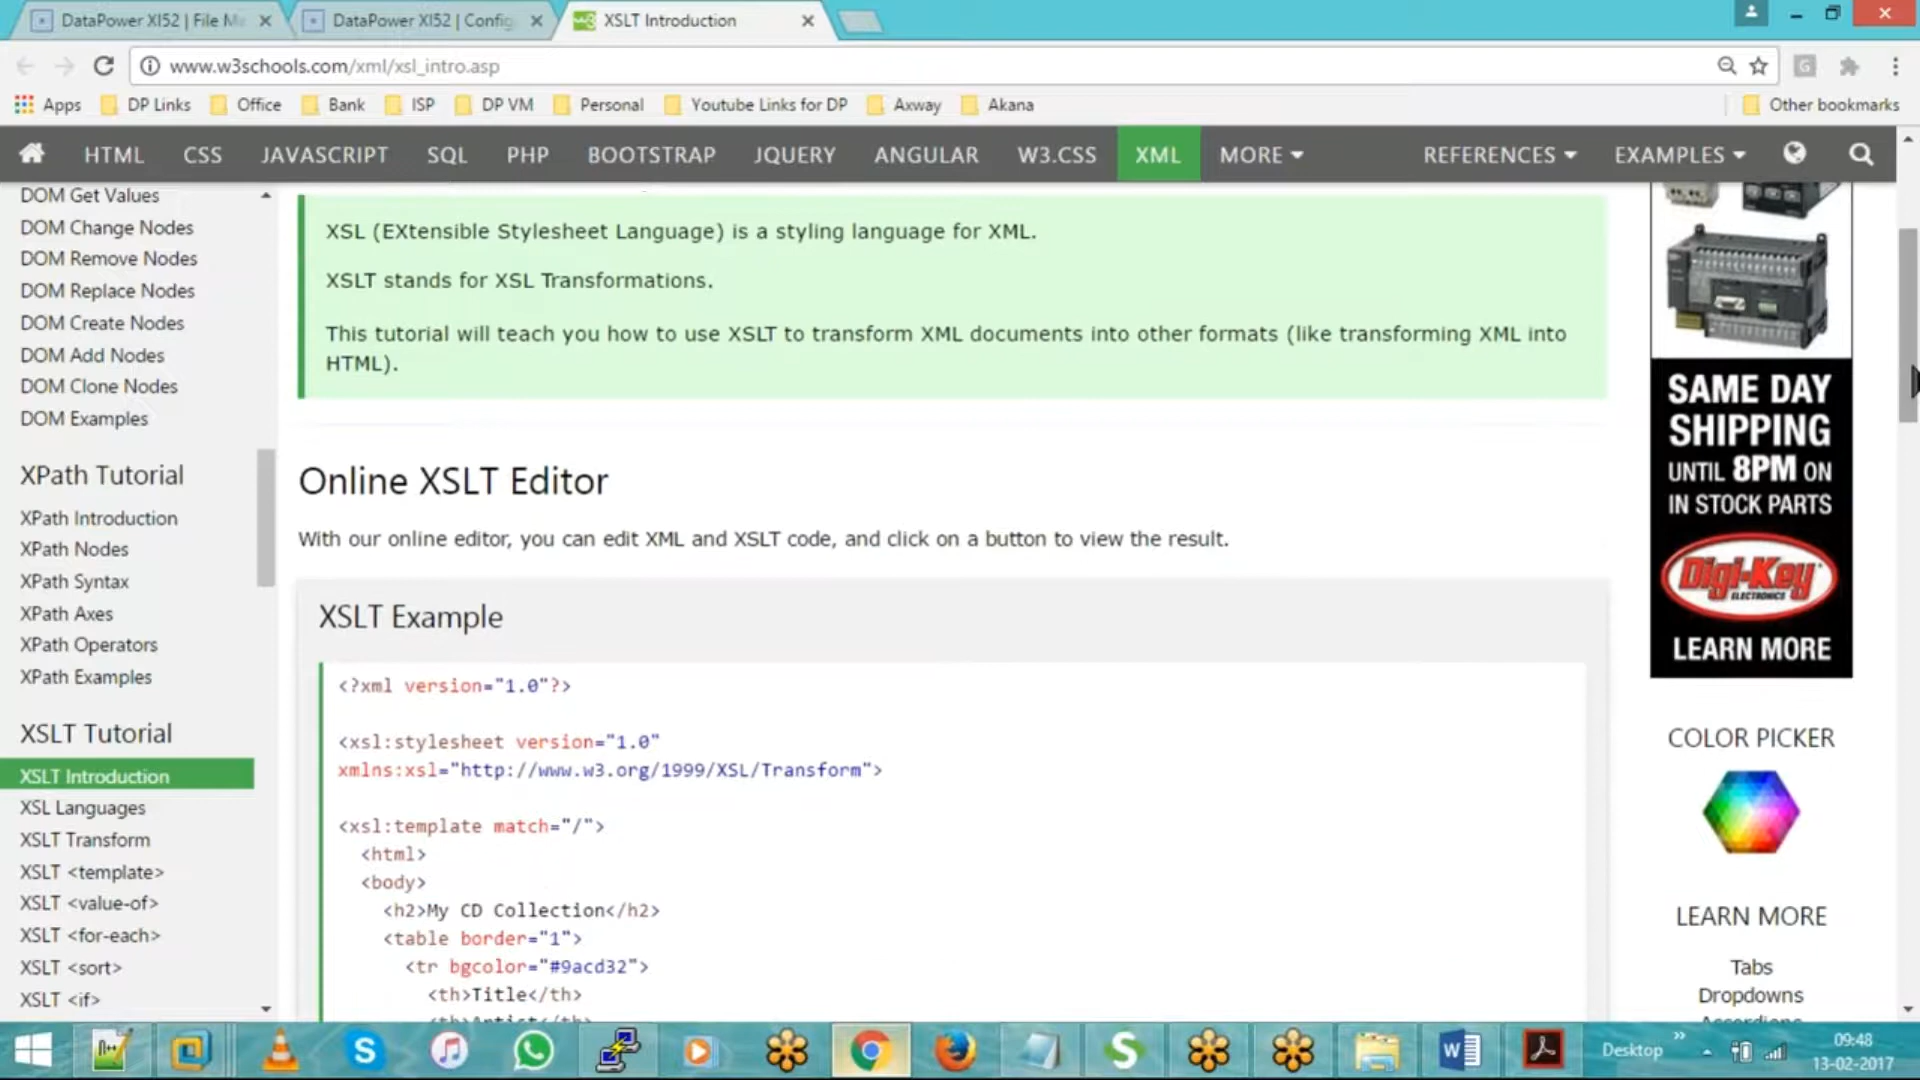 DataPower XI52 | File Ma
DataPower XI52 | Config
XSLT Introduction
www.w3schools.com/xml/xsl_intro.asp
Apps
DP Links
Office
Bank
ISP
DP VM
Personal
Youtube Links for DP
Axway
Akana
Other bookmarks
HTML
CSS
JAVASCRIPT
SQL
PHP
BOOTSTRAP
JQUERY
ANGULAR
W3.CSS
XML
MORE
REFERENCES
EXAMPLES
DOM Get Values
DOM Change Nodes
DOM Remove Nodes
DOM Replace Nodes
DOM Create Nodes
DOM Add Nodes
DOM Clone Nodes
DOM Examples
XPath Tutorial
XPath Introduction
XPath Nodes
XPath Syntax
XPath Axes
XPath Operators
XPath Examples
XSLT Tutorial
XSLT Introduction
XSL Languages
XSLT Transform
XSLT <template>
XSLT <value-of>
XSLT <for-each>
XSLT <sort>
XSLT <if>
XSL (EXtensible Stylesheet Language) is a styling language for XML.
XSLT stands for XSL Transformations.
This tutorial will teach you how to use XSLT to transform XML documents into other formats (like transforming XML into
HTML).
Online XSLT Editor
With our online editor, you can edit XML and XSLT code, and click on a button to view the result.
XSLT Example
<?xml version="1.0"?>
<xsl:stylesheet version="1.0"
xmlns:xsl="http://www.w3.org/1999/XSL/Transform">
<xsl:template match="/">
<html>
<body>
<h2>My CD Collection</h2>
<table border="1">
<tr bgcolor="#9acd32">
<th>Title</th>
<th>Artist</th>
SAME DAY
SHIPPING
UNTIL 8PM ON
IN STOCK PARTS
Digi-Key
ELECTRONICS
LEARN MORE
COLOR PICKER
LEARN MORE
Tabs
Dropdowns
Accordions
Desktop
09:48
13-02-2017